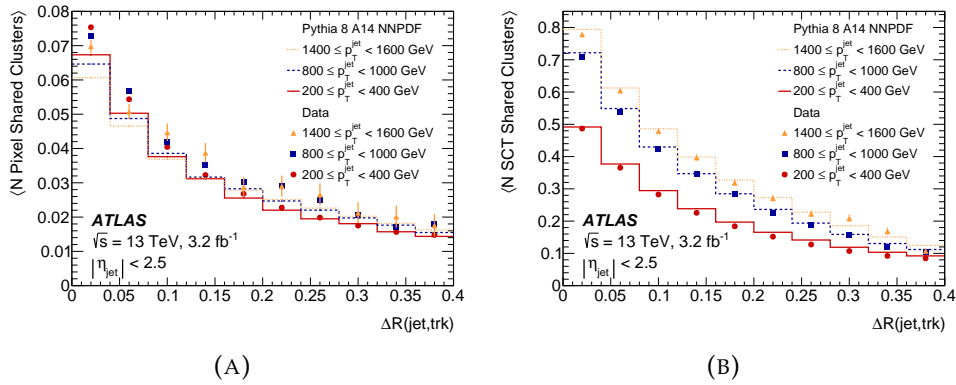 ⟨N Pixel Shared Clusters⟩
0.08
0.07
0.06
0.05
0.04
0.03
0.02
0.01
0
Pythia 8 A14 NNPDF
1400 ≤ p_T^jet < 1600 GeV
800 ≤ p_T^jet < 1000 GeV
200 ≤ p_T^jet < 400 GeV
Data
1400 ≤ p_T^jet < 1600 GeV
800 ≤ p_T^jet < 1000 GeV
200 ≤ p_T^jet < 400 GeV
ATLAS
√s = 13 TeV, 3.2 fb⁻¹
|η_jet| < 2.5
0 0.05 0.1 0.15 0.2 0.25 0.3 0.35 0.4
ΔR(jet,trk)
(A)
⟨N SCT Shared Clusters⟩
0.8
0.7
0.6
0.5
0.4
0.3
0.2
0.1
0
Pythia 8 A14 NNPDF
1400 ≤ p_T^jet < 1600 GeV
800 ≤ p_T^jet < 1000 GeV
200 ≤ p_T^jet < 400 GeV
Data
1400 ≤ p_T^jet < 1600 GeV
800 ≤ p_T^jet < 1000 GeV
200 ≤ p_T^jet < 400 GeV
ATLAS
√s = 13 TeV, 3.2 fb⁻¹
|η_jet| < 2.5
0 0.05 0.1 0.15 0.2 0.25 0.3 0.35 0.4
ΔR(jet,trk)
(B)